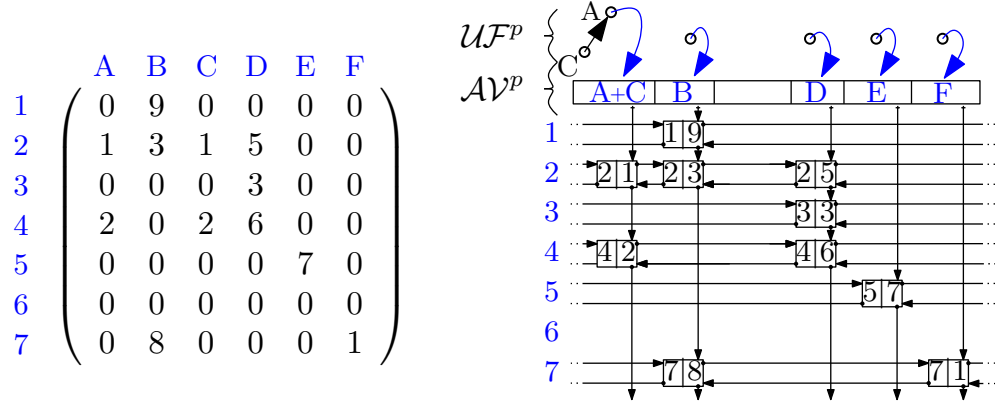 A B C D E F
1 0 9 0 0 0 0
2 1 3 1 5 0 0
3 0 0 0 3 0 0
4 2 0 2 6 0 0
5 0 0 0 0 7 0
6 0 0 0 0 0 0
7 0 8 0 0 0 1
A
UF^p
C
AV^p
A+C B D E F
1 1|9
2 2|1 2|3 2|5
3 3|3
4 4|2 4|6
5 5|7
6
7 7|8 7|1